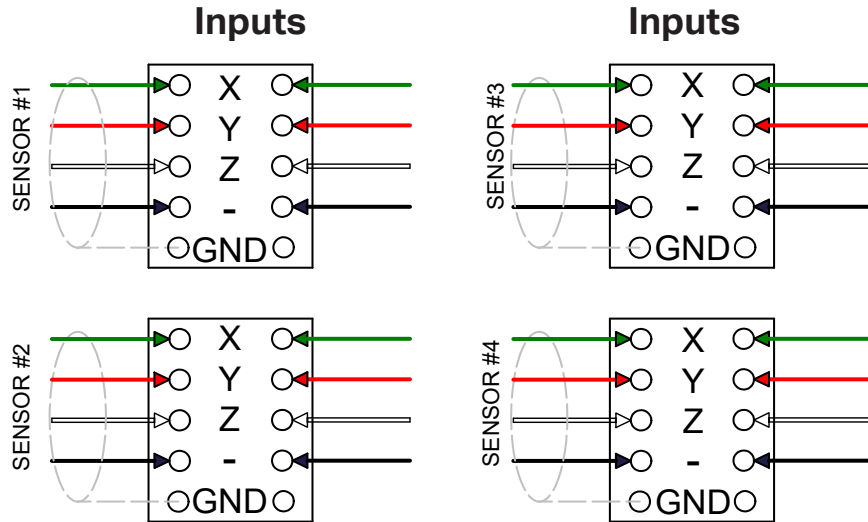 Inputs
SENSOR #1
X
Y
Z
-
GND
SENSOR #2
X
Y
Z
-
GND
Inputs
SENSOR #3
X
Y
Z
-
GND
SENSOR #4
X
Y
Z
-
GND